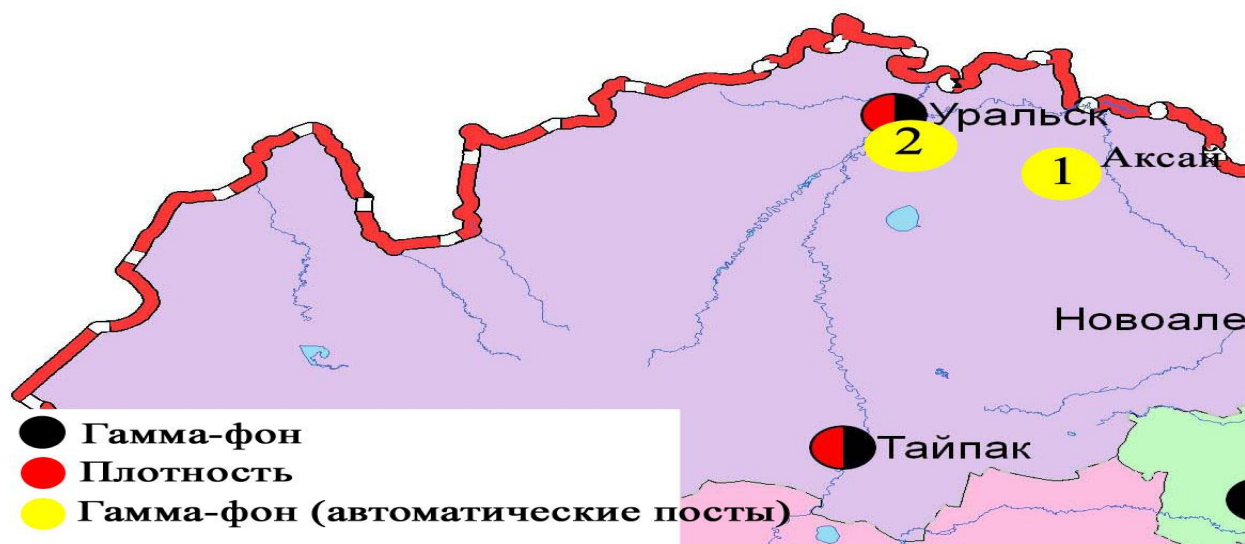 Уральск
2
1
Аксай
Новоале
Тайпак
Гамма-фон
Плотность
Гамма-фон (автоматические посты)